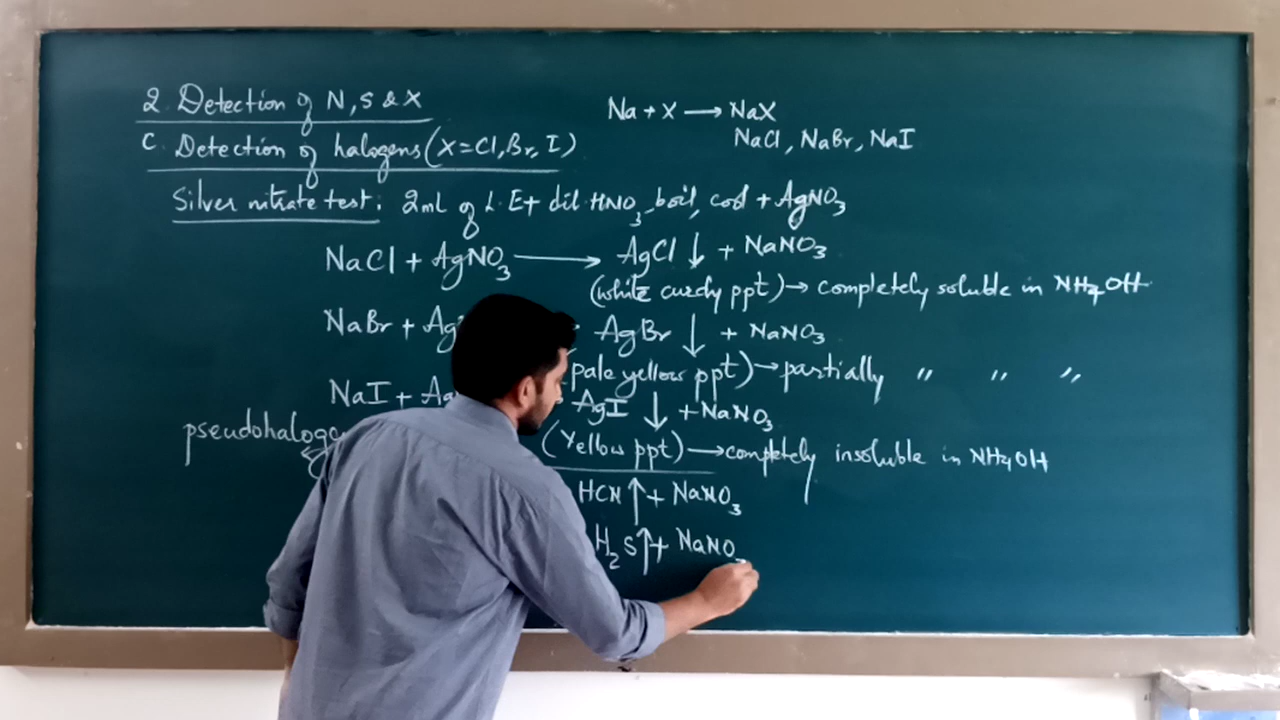 2. Detection of N, S & X
Na + X → NaX
NaCl, NaBr, NaI
C. Detection of halogens (X=Cl, Br, I)
Silver nitrate test: 2mL of L.E + dil HNO3, boil, cool + AgNO3
NaCl + AgNO3 → AgCl ↓ + NaNO3
(white curdy ppt) → completely soluble in NH4OH
NaBr + Ag AgBr ↓ + NaNO3
(pale yellow ppt) → partially " " "
NaI + Ag AgI ↓ + NaNO3
(Yellow ppt) → completely insoluble in NH4OH
pseudohaloge
HCN ↑ + NaNO3
H2S ↑ + NaNO